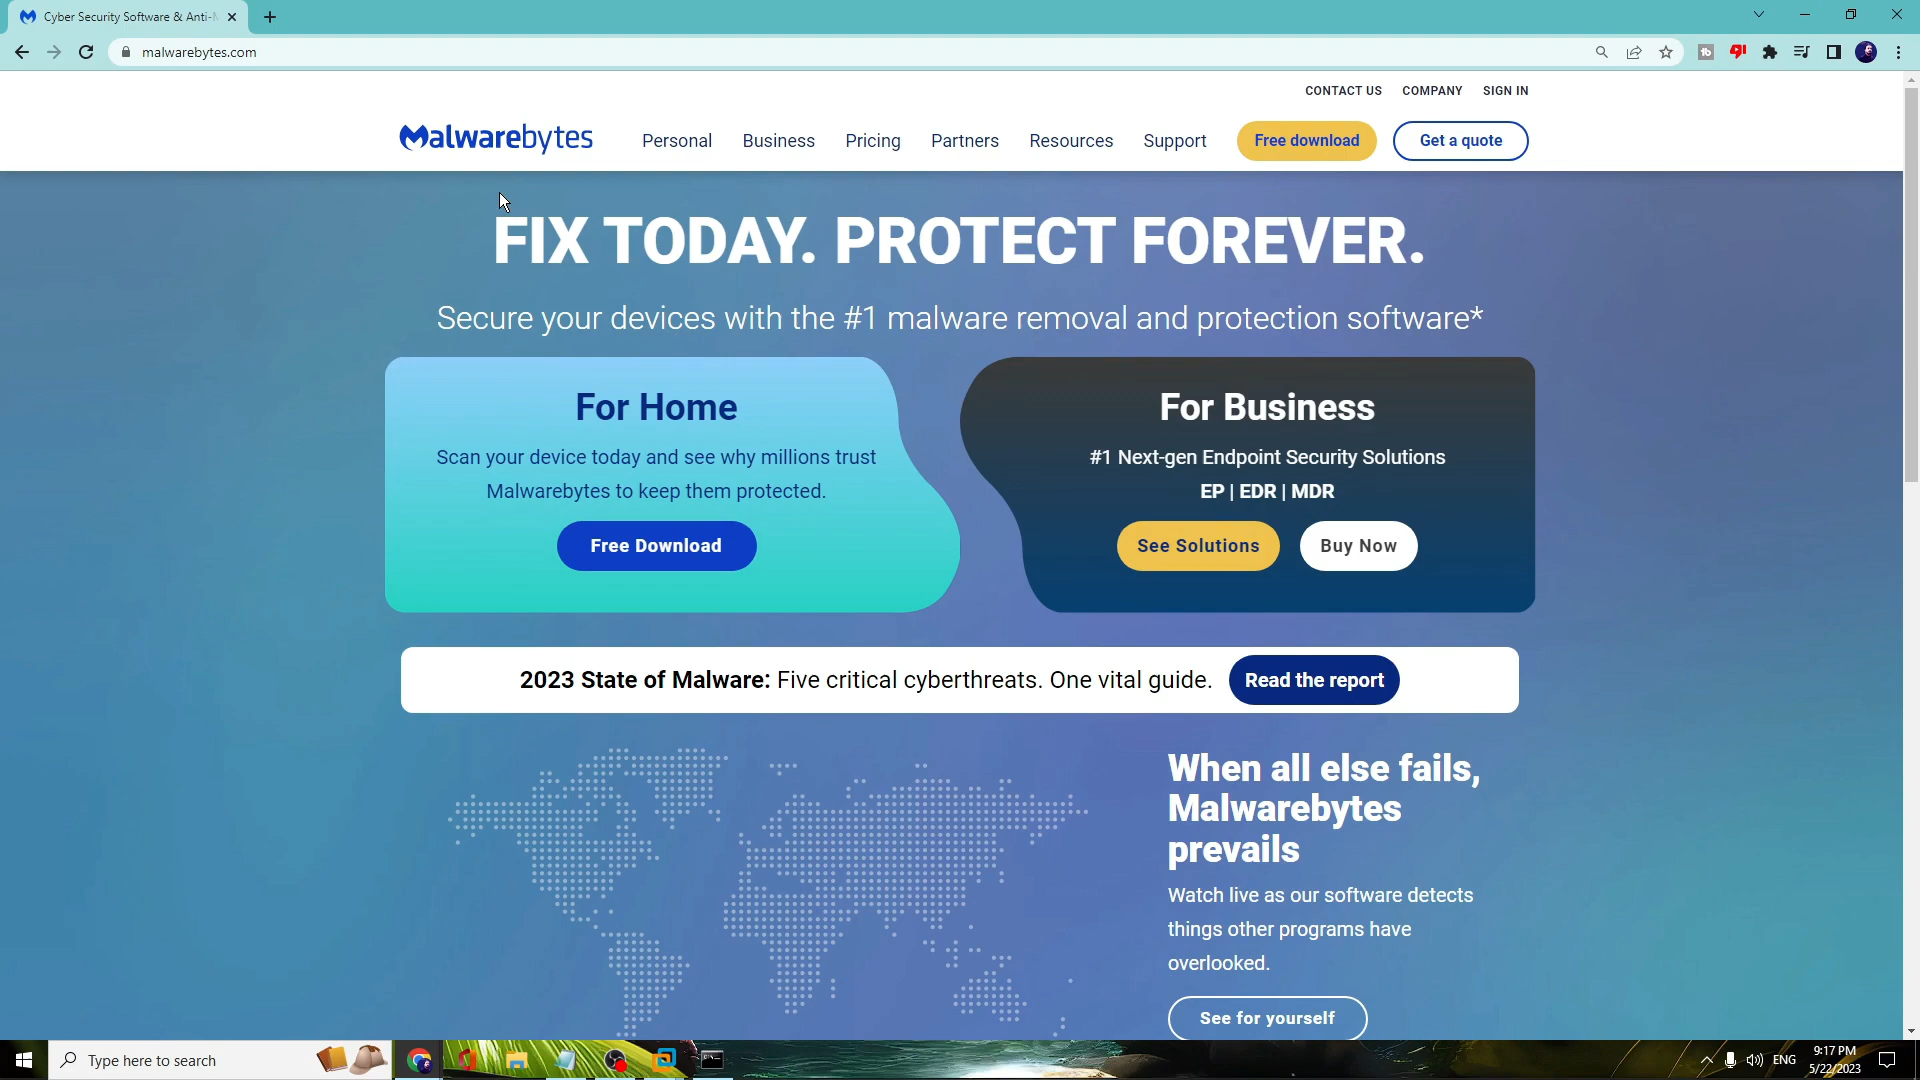 Cyber Security Software & Anti-M
malwarebytes.com
CONTACT US COMPANY SIGN IN
Malwarebytes Personal Business Pricing Partners Resources Support Free download Get a quote
FIX TODAY. PROTECT FOREVER.
Secure your devices with the #1 malware removal and protection software*
For Home
Scan your device today and see why millions trust
Malwarebytes to keep them protected.
Free Download
For Business
#1 Next-gen Endpoint Security Solutions
EP | EDR | MDR
See Solutions Buy Now
2023 State of Malware: Five critical cyberthreats. One vital guide. Read the report
When all else fails,
Malwarebytes
prevails
Watch live as our software detects
things other programs have
overlooked.
See for yourself
Type here to search
ENG
9:17 PM
5/22/2023